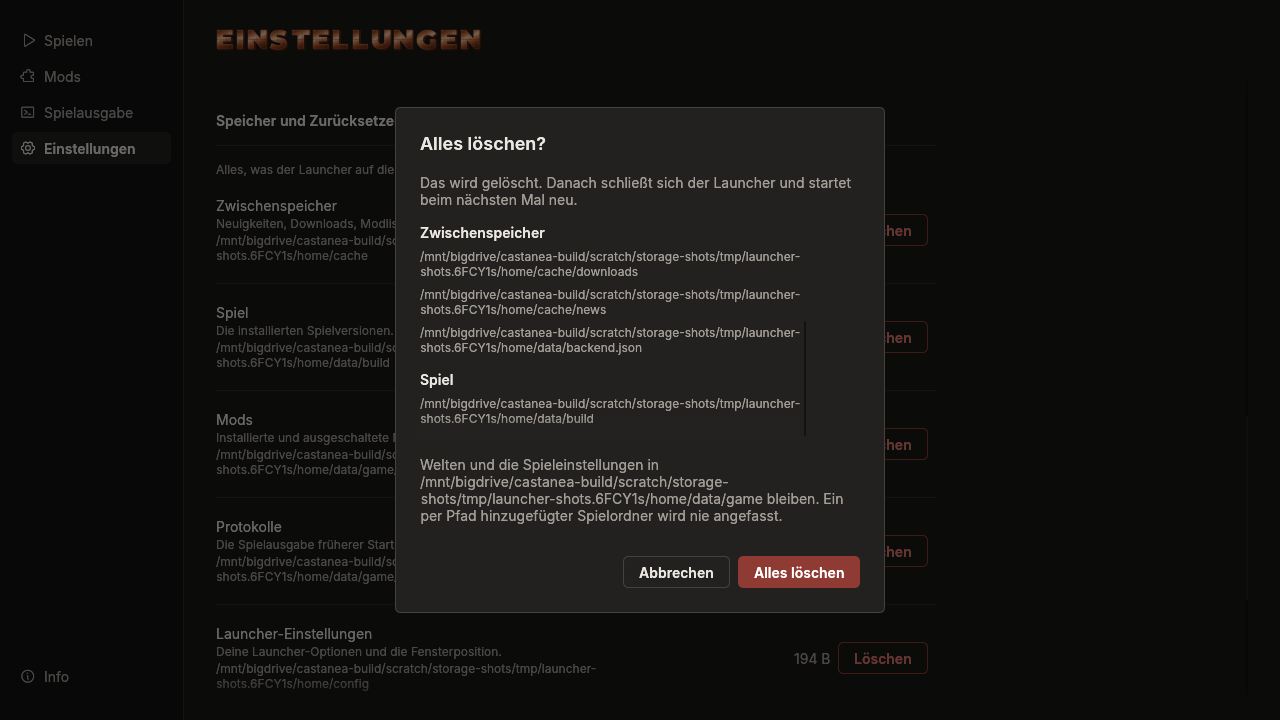 Spielen
Mods
Spielausgabe
Einstellungen
Info
EINSTELLUNGEN
Speicher und Zurücksetze
Alles, was der Launcher auf die
Zwischenspeicher
Neuigkeiten, Downloads, Modlis
/mnt/bigdrive/castanea-build/sc
shots.6FCY1s/home/cache
hen
Spiel
Die installierten Spielversionen.
/mnt/bigdrive/castanea-build/sc
shots.6FCY1s/home/data/build
hen
Mods
Installierte und ausgeschaltete
/mnt/bigdrive/castanea-build/sc
shots.6FCY1s/home/data/game/
hen
Protokolle
Die Spielausgabe früherer Start
/mnt/bigdrive/castanea-build/sc
shots.6FCY1s/home/data/game/
hen
Launcher-Einstellungen
Deine Launcher-Optionen und die Fensterposition.
/mnt/bigdrive/castanea-build/scratch/storage-shots/tmp/launcher-
shots.6FCY1s/home/config
194 B
Löschen
Alles löschen?
Das wird gelöscht. Danach schließt sich der Launcher und startet
beim nächsten Mal neu.
Zwischenspeicher
/mnt/bigdrive/castanea-build/scratch/storage-shots/tmp/launcher-
shots.6FCY1s/home/cache/downloads
/mnt/bigdrive/castanea-build/scratch/storage-shots/tmp/launcher-
shots.6FCY1s/home/cache/news
/mnt/bigdrive/castanea-build/scratch/storage-shots/tmp/launcher-
shots.6FCY1s/home/data/backend.json
Spiel
/mnt/bigdrive/castanea-build/scratch/storage-shots/tmp/launcher-
shots.6FCY1s/home/data/build
Welten und die Spieleinstellungen in
/mnt/bigdrive/castanea-build/scratch/storage-
shots/tmp/launcher-shots.6FCY1s/home/data/game bleiben. Ein
per Pfad hinzugefügter Spielordner wird nie angefasst.
Abbrechen
Alles löschen